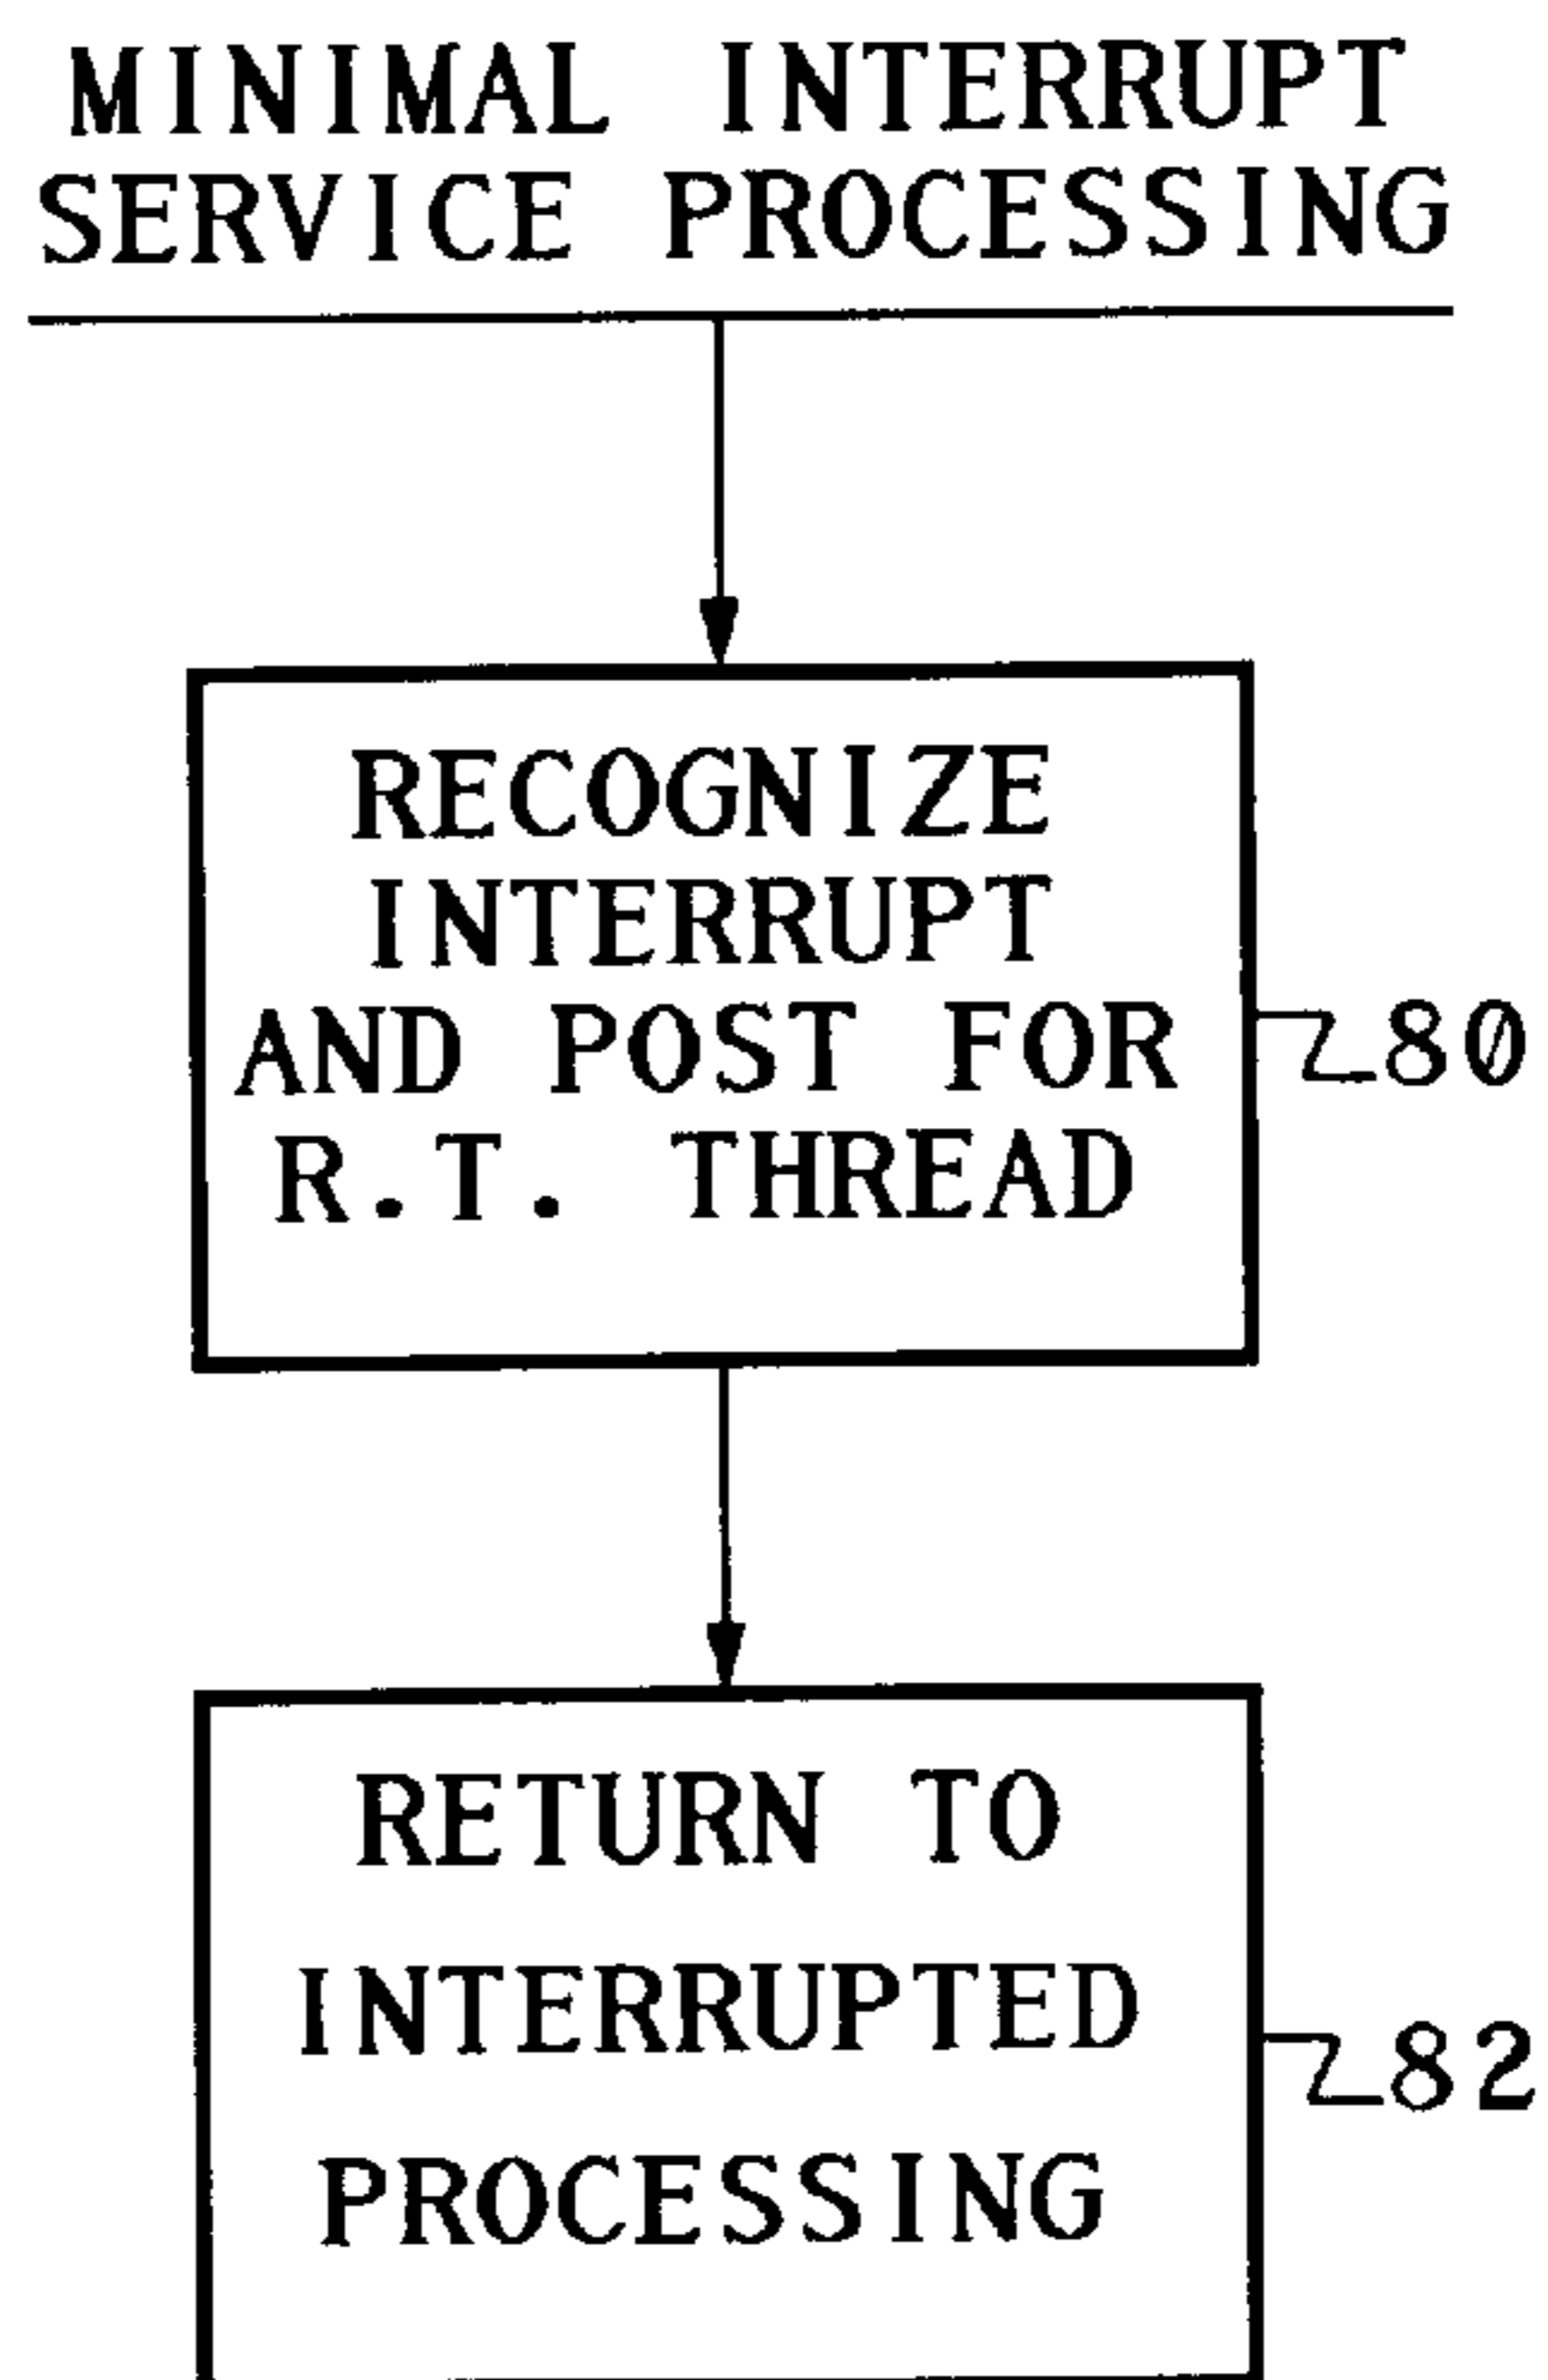 MINIMAL INTERRUPT
SERVICE PROCESSING
RECOGNIZE
INTERRUPT
AND POST FOR
R.T. THREAD
80
RETURN TO
INTERRUPTED
PROCESSING
82